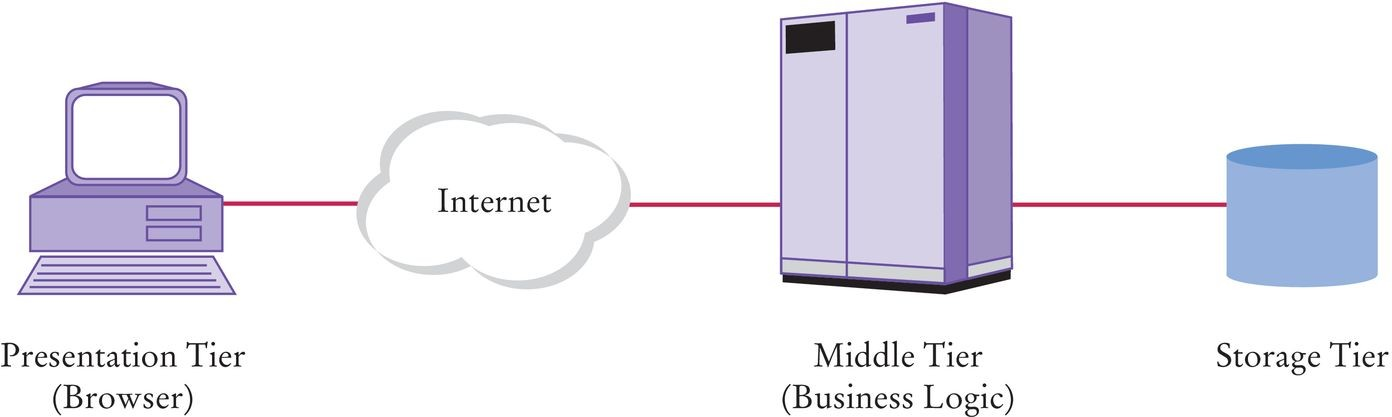 Internet
Presentation Tier
(Browser)
Middle Tier
(Business Logic)
Storage Tier